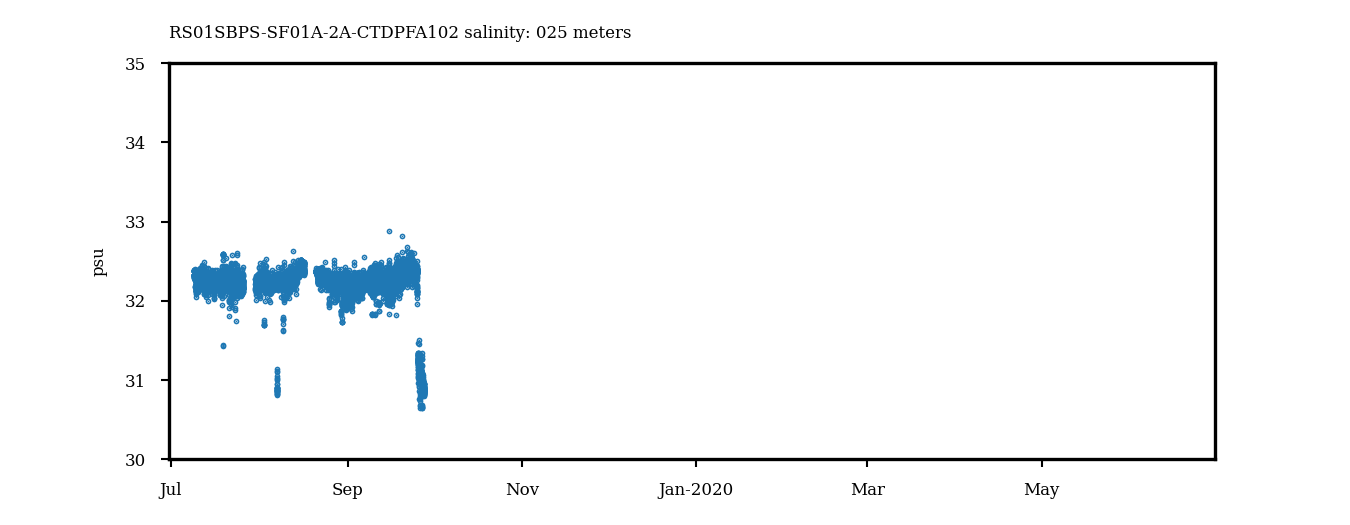 RS01SBPS-SF01A-2A-CTDPFA102 salinity: 025 meters
35
34
33
32
31
30
psu
Jul Sep Nov Jan-2020 Mar May